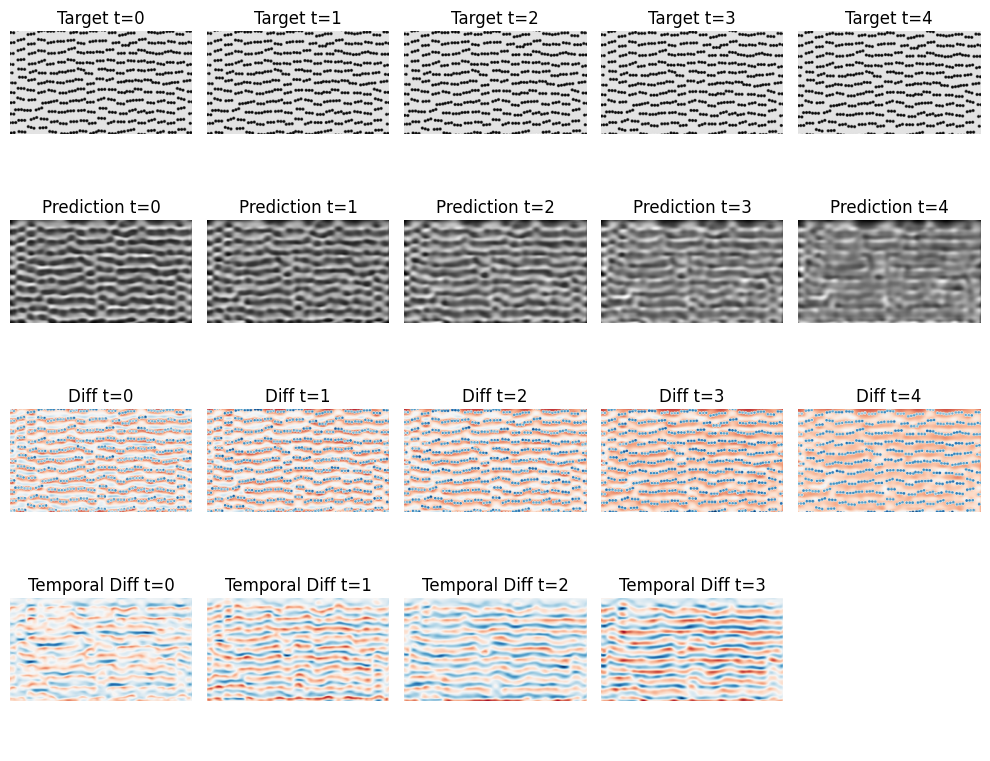 Target t=0 Target t=1 Target t=2 Target t=3 Target t=4
Prediction t=0 Prediction t=1 Prediction t=2 Prediction t=3 Prediction t=4
Diff t=0 Diff t=1 Diff t=2 Diff t=3 Diff t=4
Temporal Diff t=0 Temporal Diff t=1 Temporal Diff t=2 Temporal Diff t=3